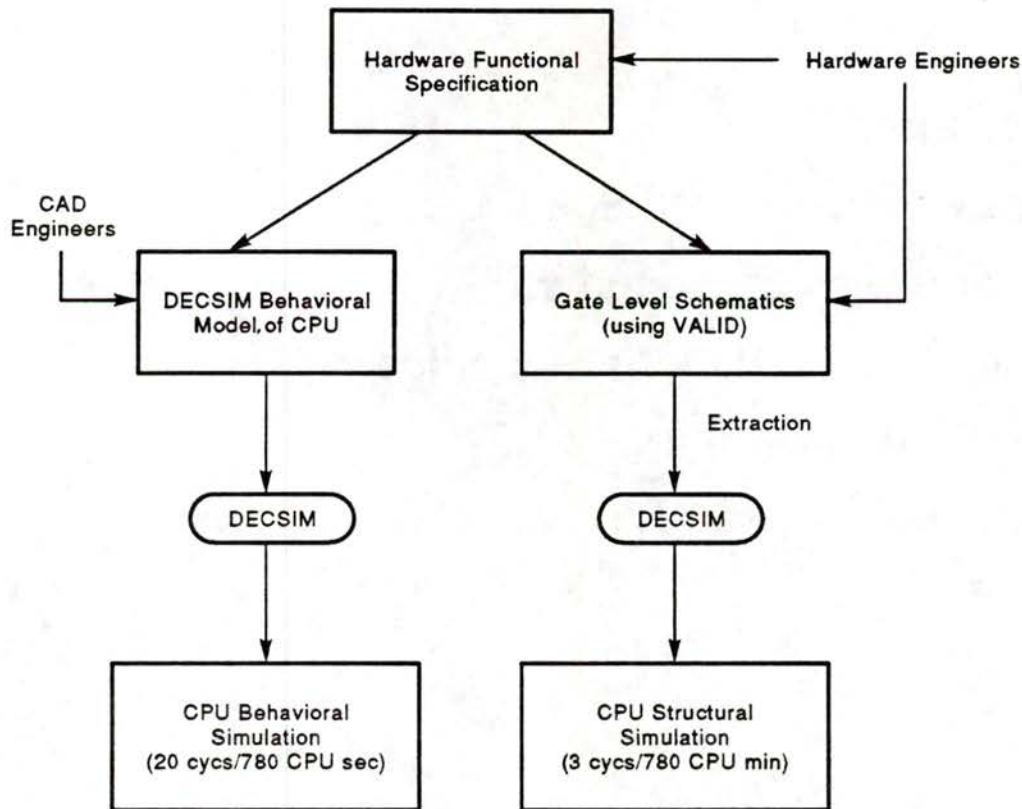 Hardware Functional
Specification
Hardware Engineers
CAD
Engineers
DECSIM Behavioral
Model, of CPU
Gate Level Schematics
(using VALID)
Extraction
DECSIM
DECSIM
CPU Behavioral
Simulation
(20 cycs/780 CPU sec)
CPU Structural
Simulation
(3 cycs/780 CPU min)